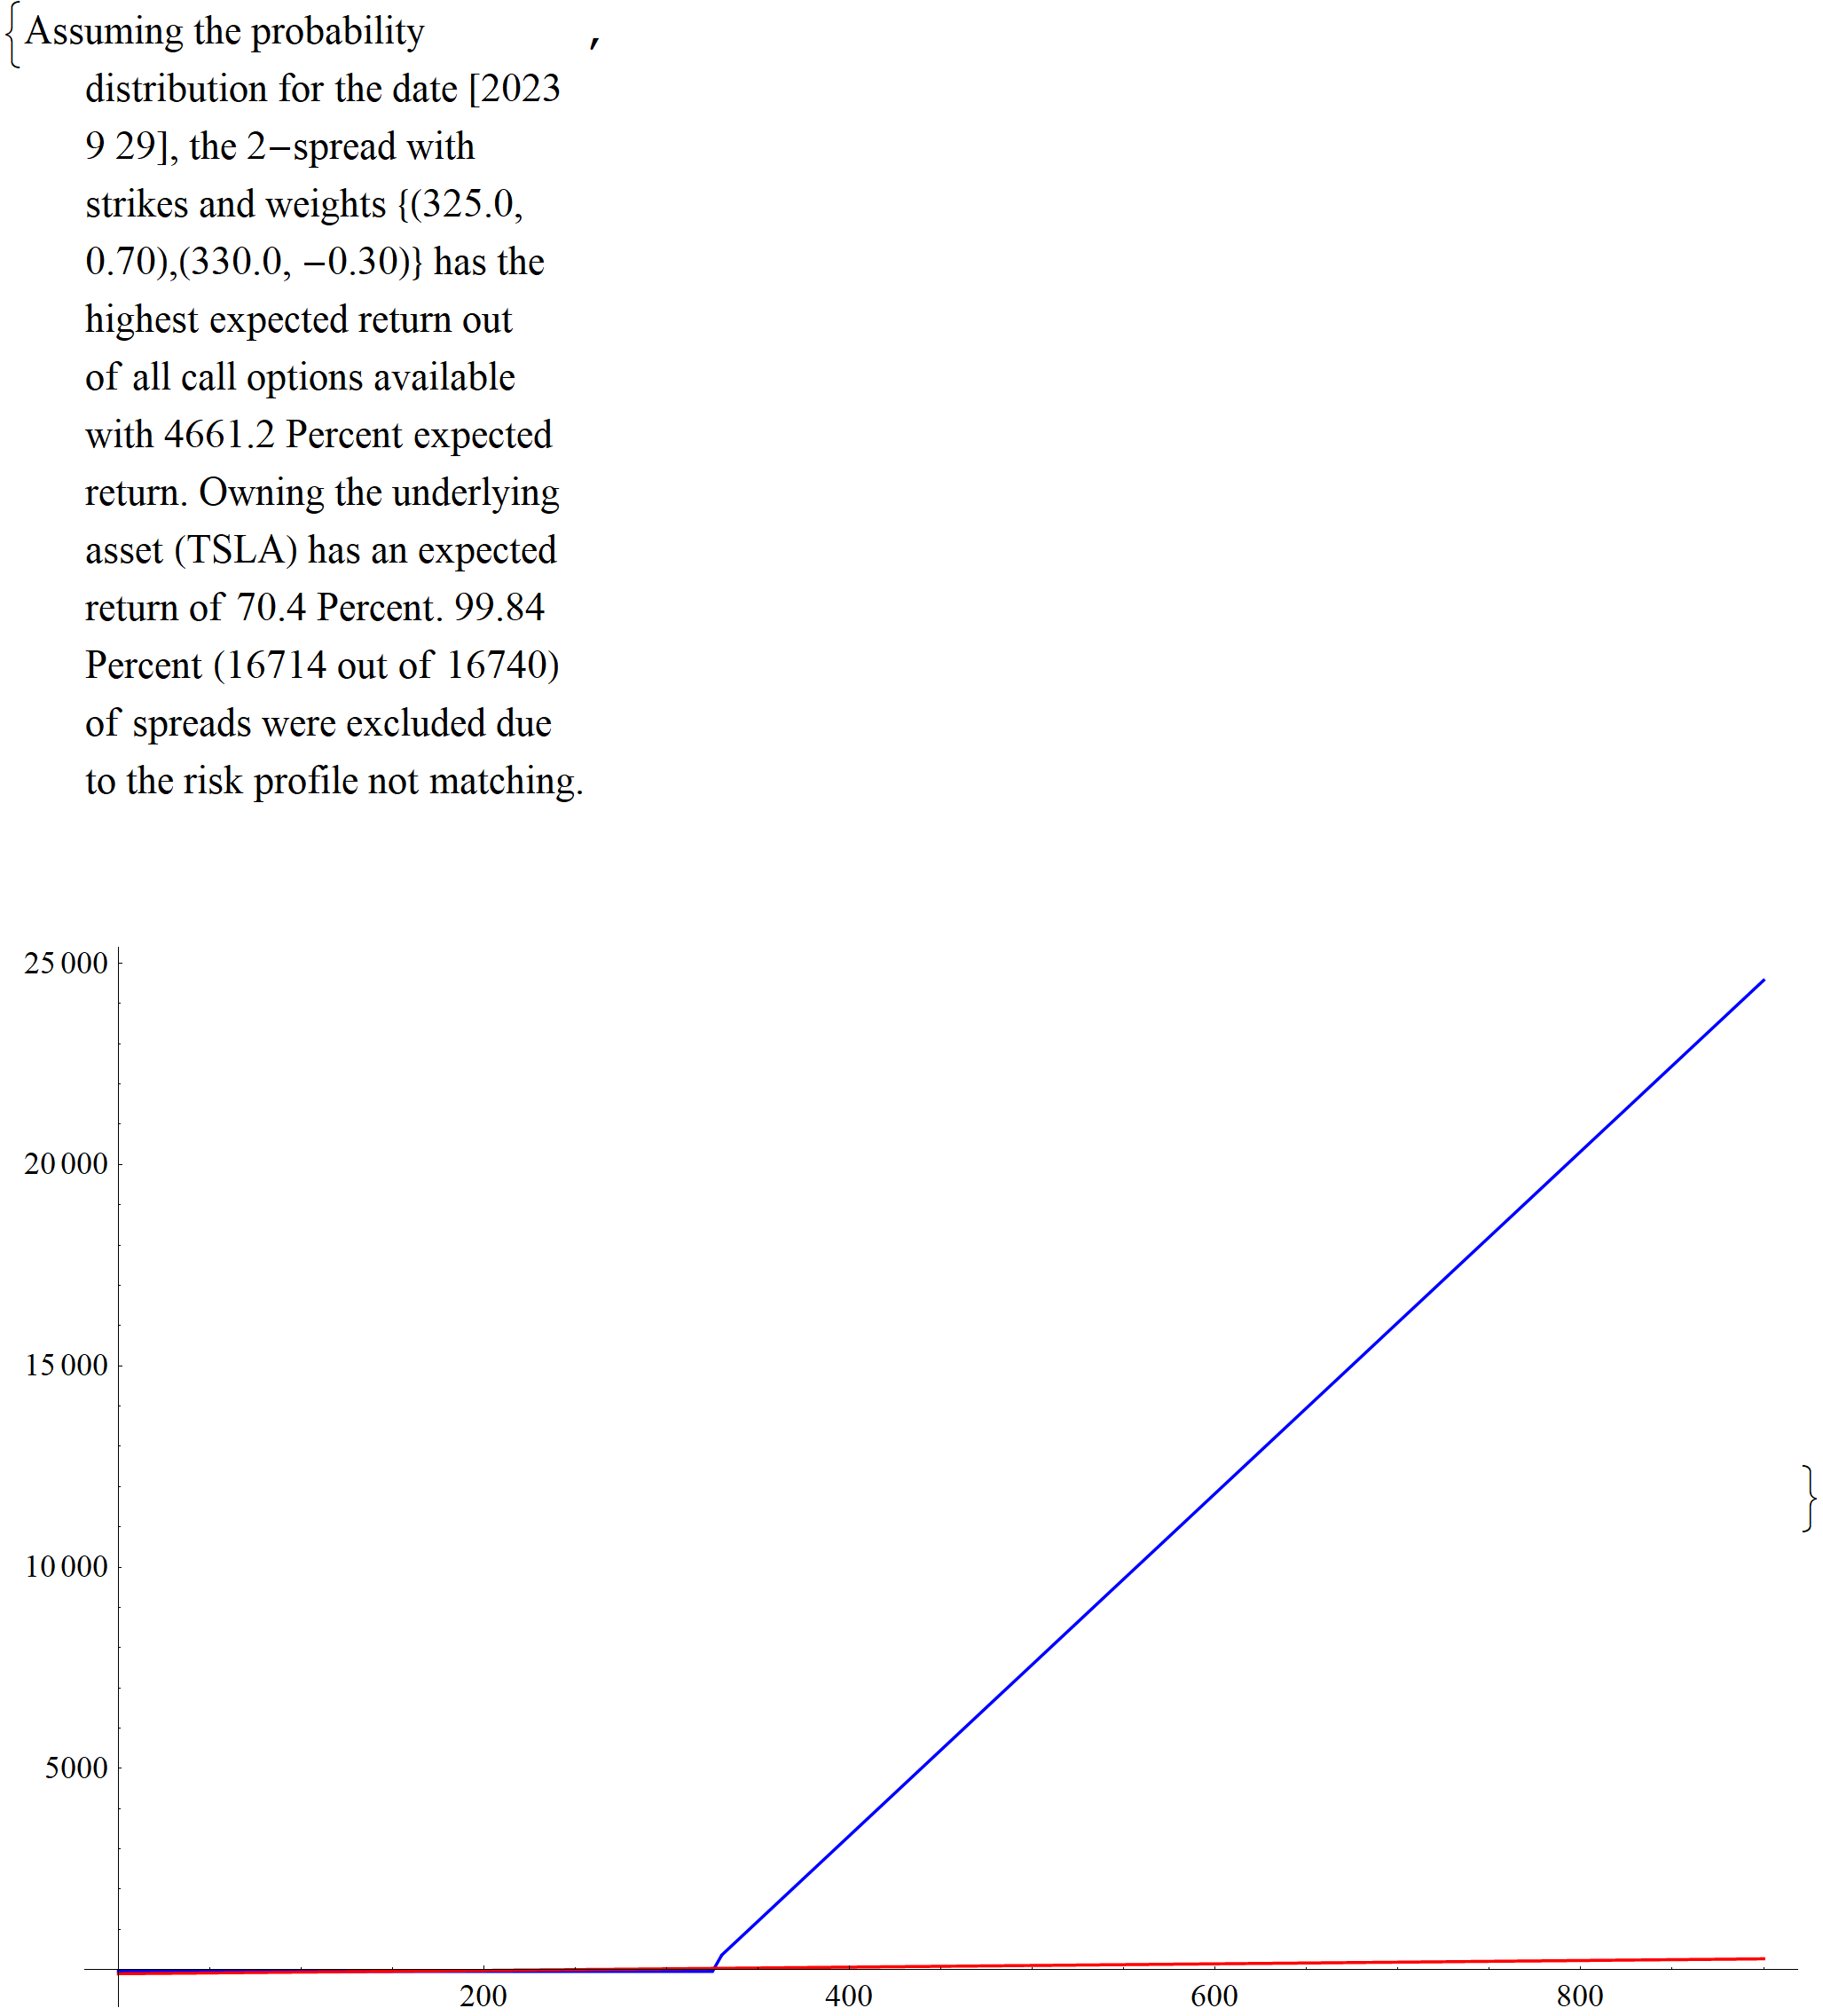 {Assuming the probability ,
distribution for the date [2023
9 29], the 2−spread with
strikes and weights {(325.0,
0.70),(330.0, −0.30)} has the
highest expected return out
of all call options available
with 4661.2 Percent expected
return. Owning the underlying
asset (TSLA) has an expected
return of 70.4 Percent. 99.84
Percent (16714 out of 16740)
of spreads were excluded due
to the risk profile not matching.
25 000
20 000
15 000
}
10 000
5000
200 400 600 800